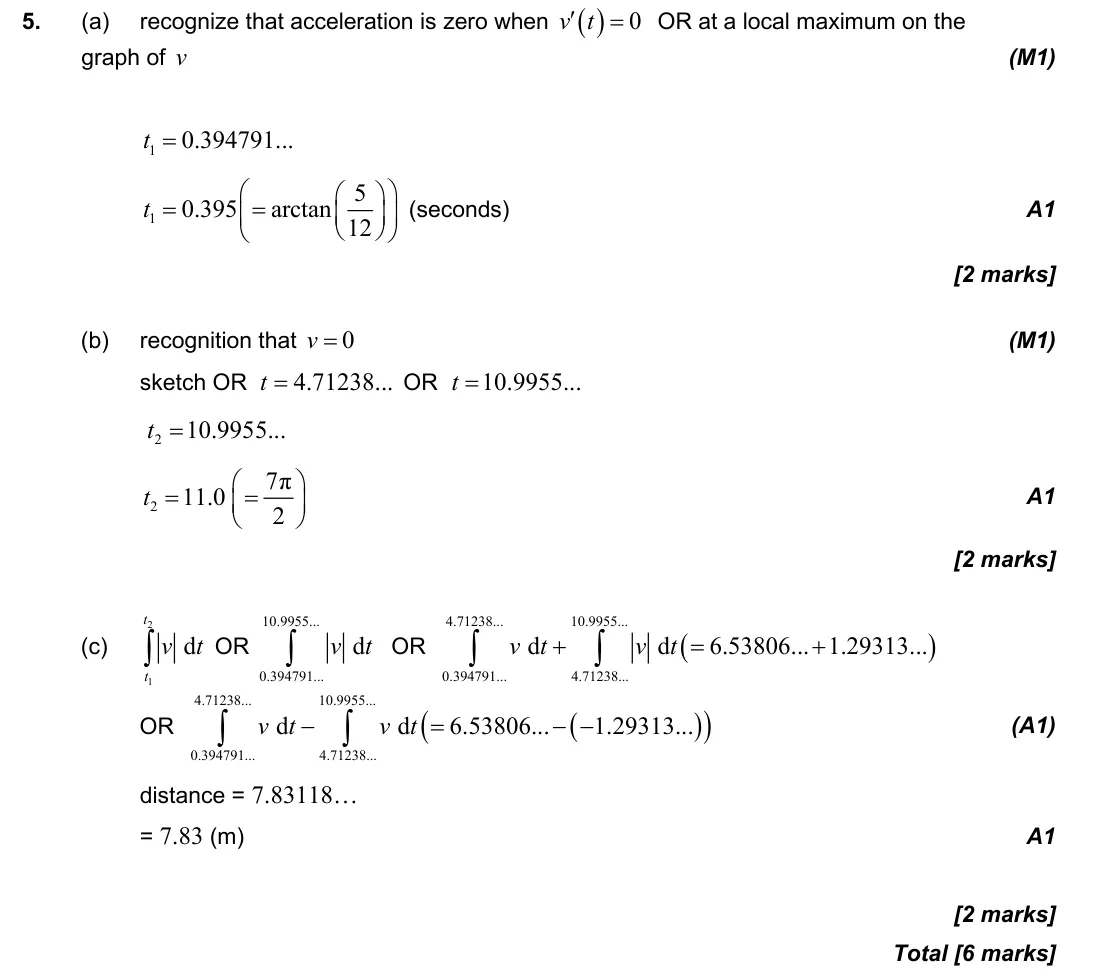 5. (a) recognize that acceleration is zero when v′(t) = 0 OR at a local maximum on the
graph of v (M1)
t₁ = 0.394791...
t₁ = 0.395 (= arctan(5/12)) (seconds) A1
[2 marks]
(b) recognition that v = 0 (M1)
sketch OR t = 4.71238... OR t = 10.9955...
t₂ = 10.9955...
t₂ = 11.0 (= 7π/2) A1
[2 marks]
(c) ∫_{t₁}^{t₂} |v| dt OR ∫_{0.394791...}^{10.9955...} |v| dt OR ∫_{0.394791...}^{4.71238...} v dt + ∫_{4.71238...}^{10.9955...} |v| dt (= 6.53806... + 1.29313...)
OR ∫_{0.394791...}^{4.71238...} v dt − ∫_{4.71238...}^{10.9955...} v dt (= 6.53806... − (−1.29313...)) (A1)
distance = 7.83118…
= 7.83 (m) A1
[2 marks]
Total [6 marks]